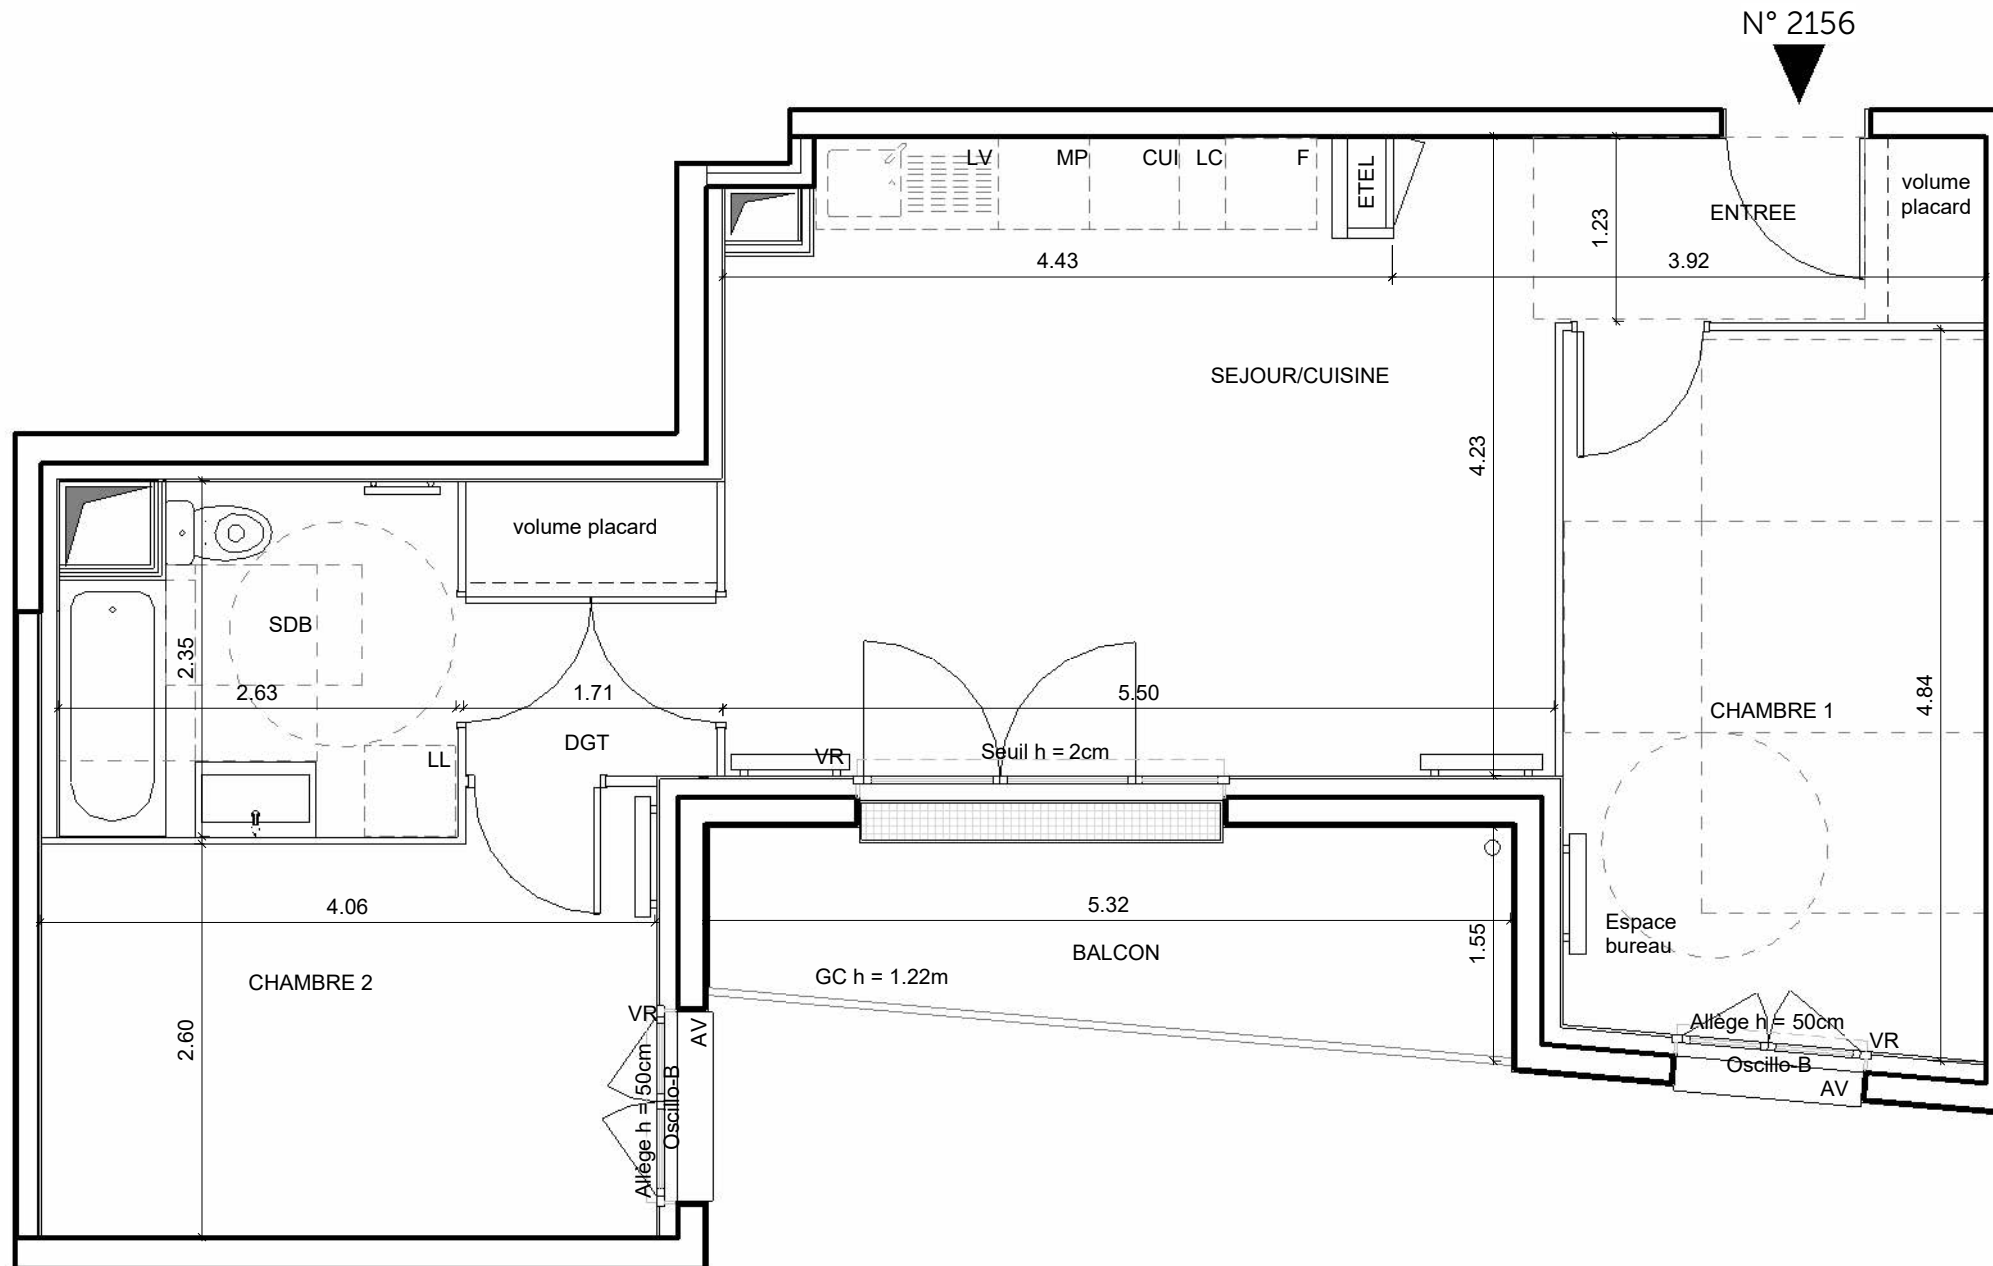 N° 2156
LV
MP
CUI
LC
F
ETEL
ENTREE
volume
placard
1.23
4.43
3.92
SEJOUR/CUISINE
4.23
volume placard
SDB
2.35
2.63
1.71
5.50
4.84
CHAMBRE 1
DGT
LL
VR
Seuil h = 2cm
4.06
5.32
1.55
BALCON
GC h = 1.22m
Espace
bureau
CHAMBRE 2
2.60
VR
AV
Allège h = 50cm
Oscillo-B
Allège h = 50cm
VR
Oscillo-B
AV